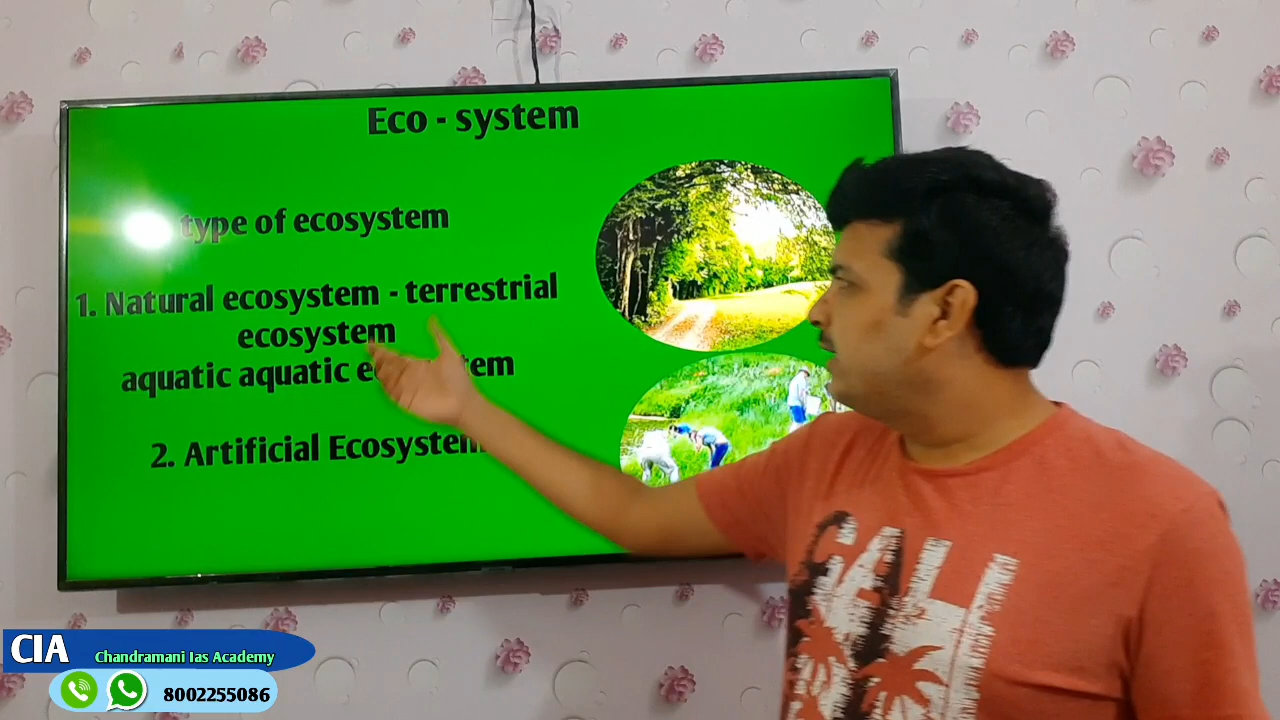 Eco - system
type of ecosystem
1. Natural ecosystem - terrestrial
ecosystem
aquatic aquatic
2. Artificial Ecosystem
CALI
CIA
Chandramani Ias Academy
8002255086